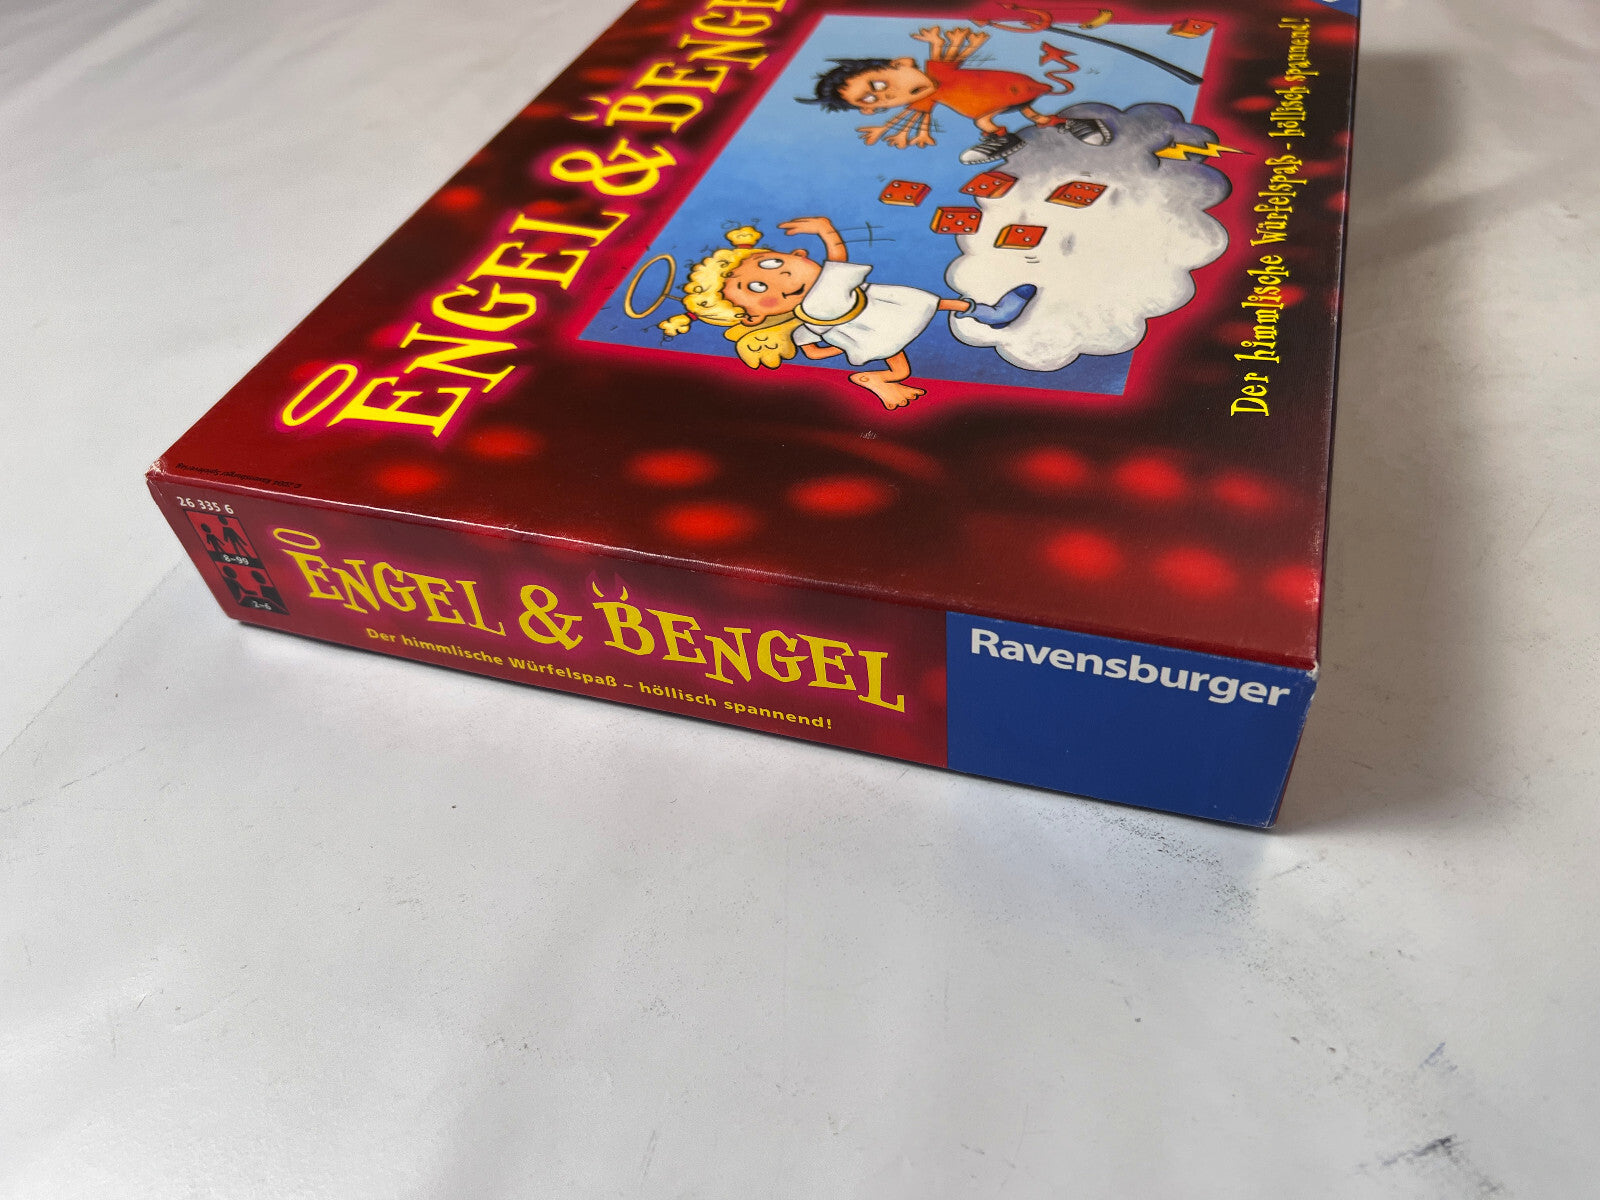 ENGEL & BENGE
Der himmlische Würfelspaß - höllisch spannend!
26 335 6
8–99
2–6
ENGEL & BENGEL
Der himmlische Würfelspaß – höllisch spannend!
Ravensburger